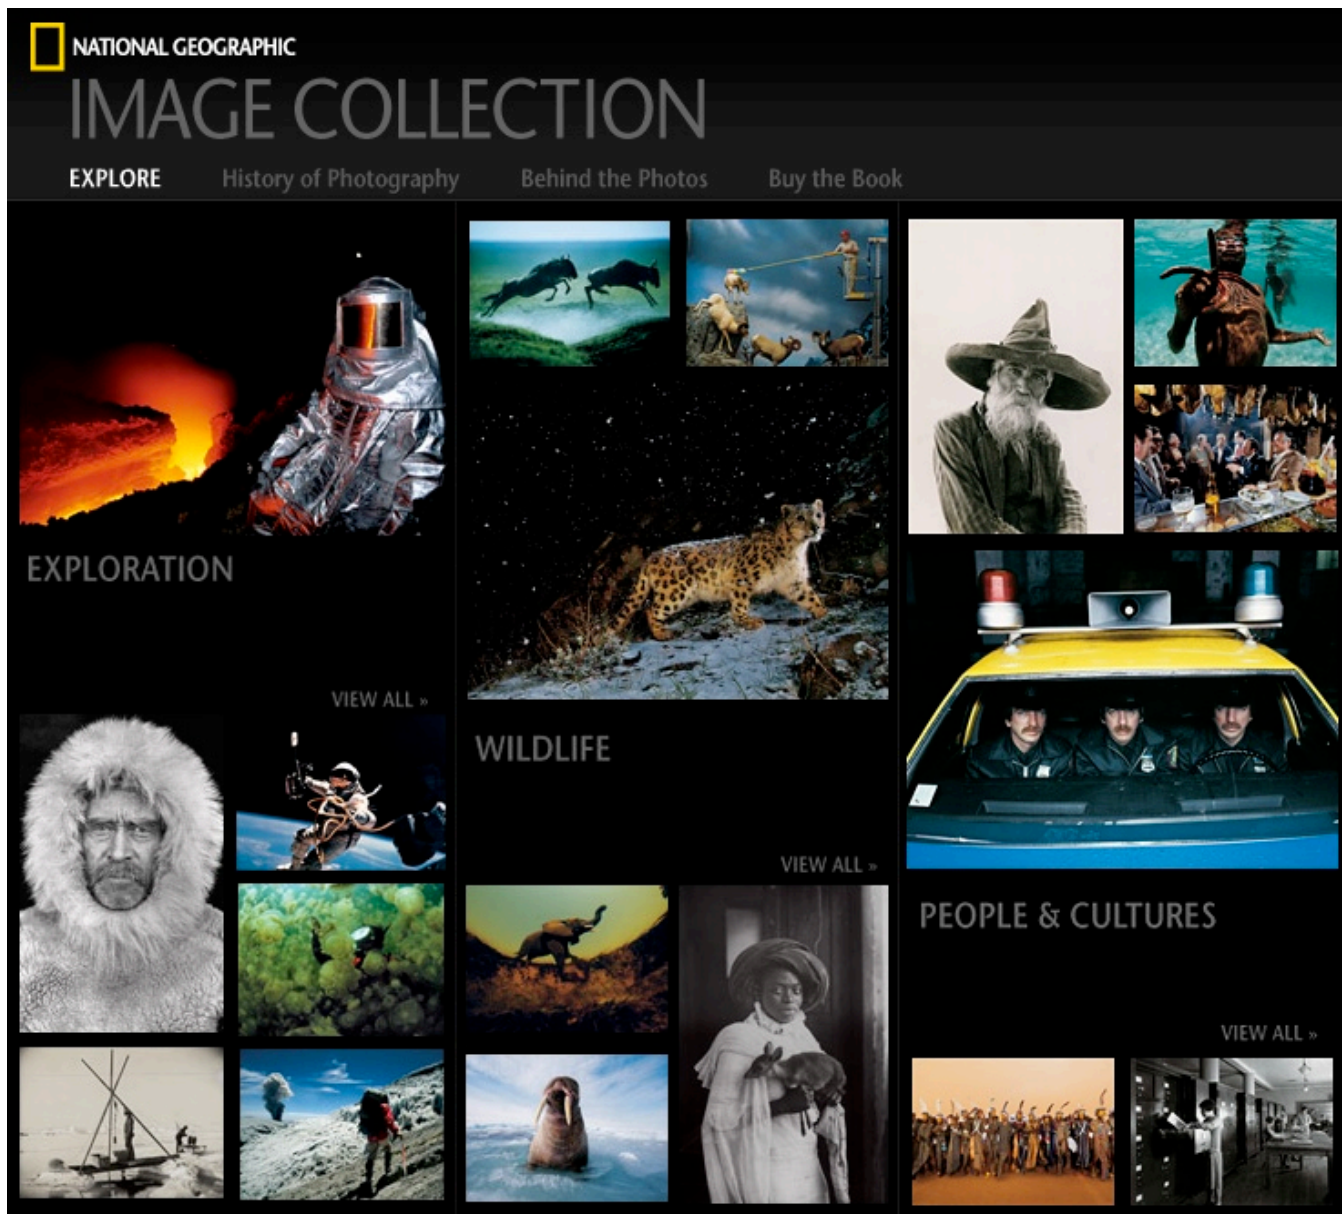 NATIONAL GEOGRAPHIC
IMAGE COLLECTION
EXPLORE History of Photography Behind the Photos Buy the Book
EXPLORATION
VIEW ALL »
WILDLIFE
VIEW ALL »
PEOPLE & CULTURES
VIEW ALL »